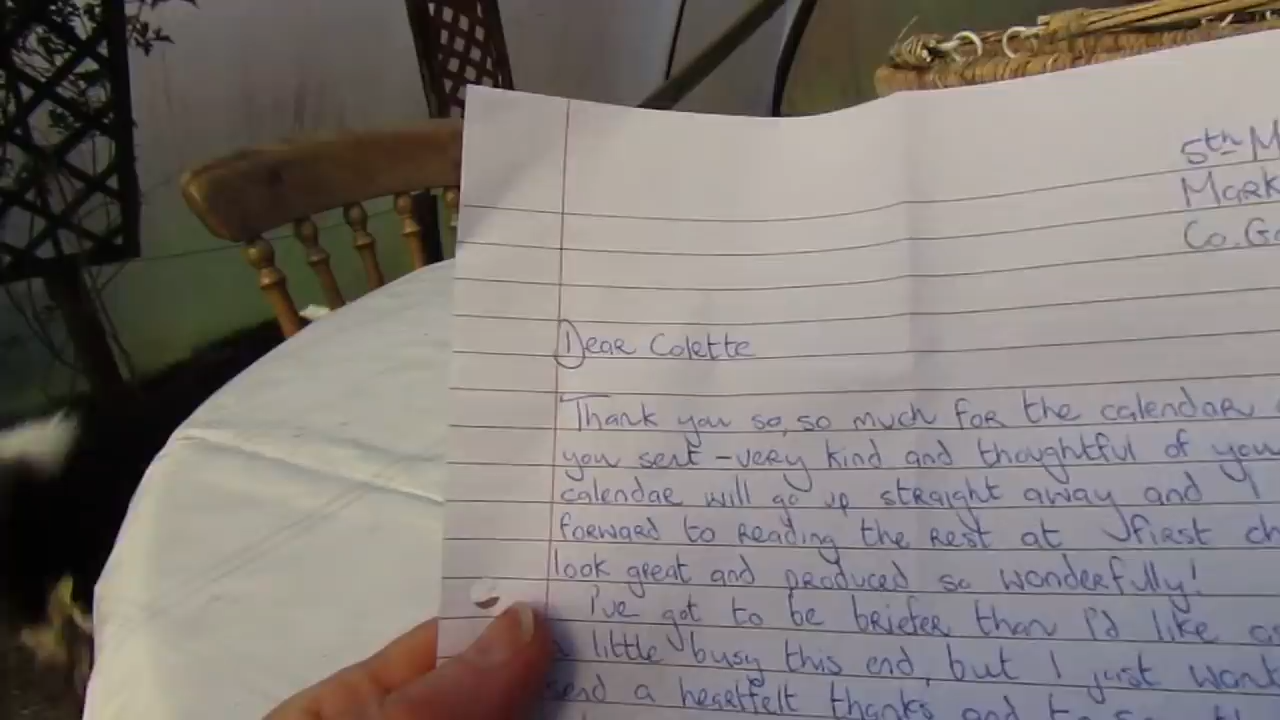 5th M
Mark
Co. Ga
Dear Colette
Thank you so, so much for the calendar
you sent - very kind and thoughtful of you
calendar will go up straight away and I
forward to reading the rest at first ch
look great and produced so wonderfully!
I've got to be briefer than I'd like
a little busy this end, but I just want
send a heartfelt thanks and to